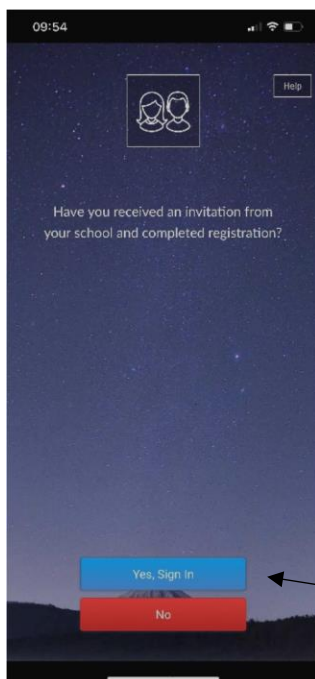 09:54
Help
Have you received an invitation from
your school and completed registration?
Yes, Sign In
No